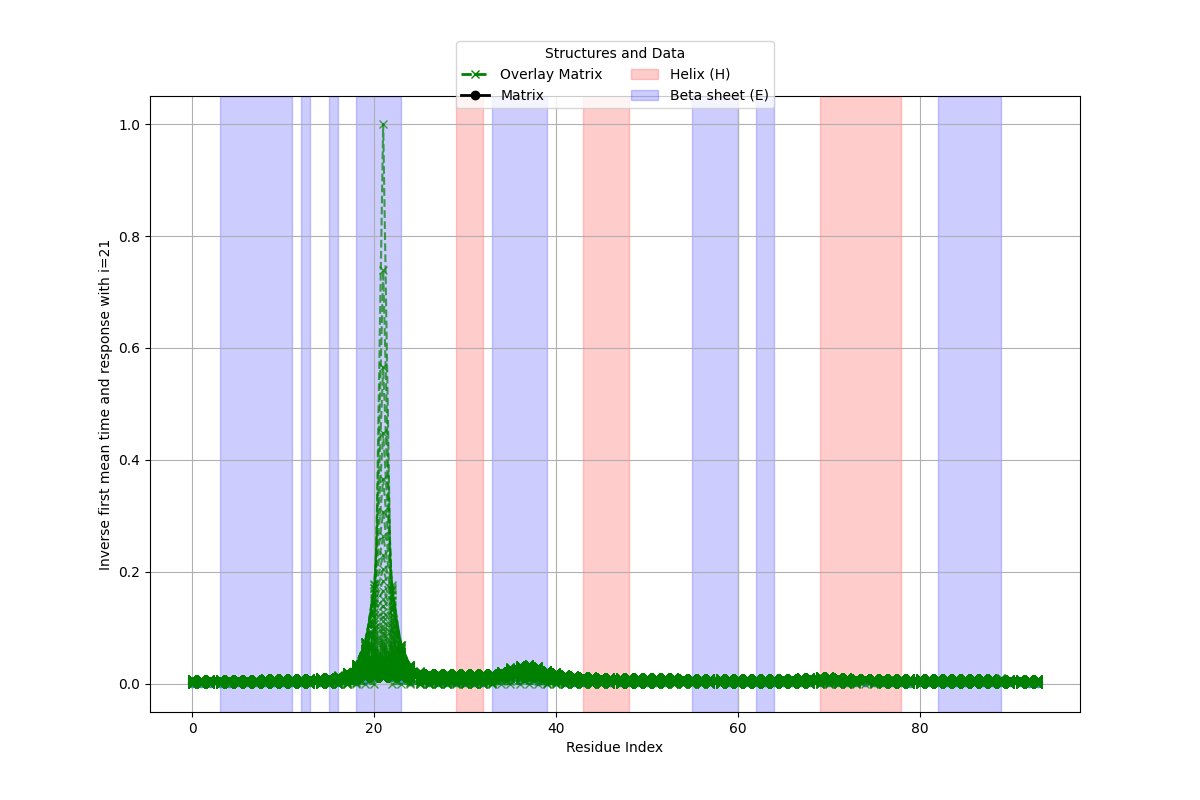 Structures and Data
Overlay Matrix
Matrix
Helix (H)
Beta sheet (E)
1.0
0.8
0.6
0.4
0.2
0.0
Inverse first mean time and response with i=21
0 20 40 60 80
Residue Index